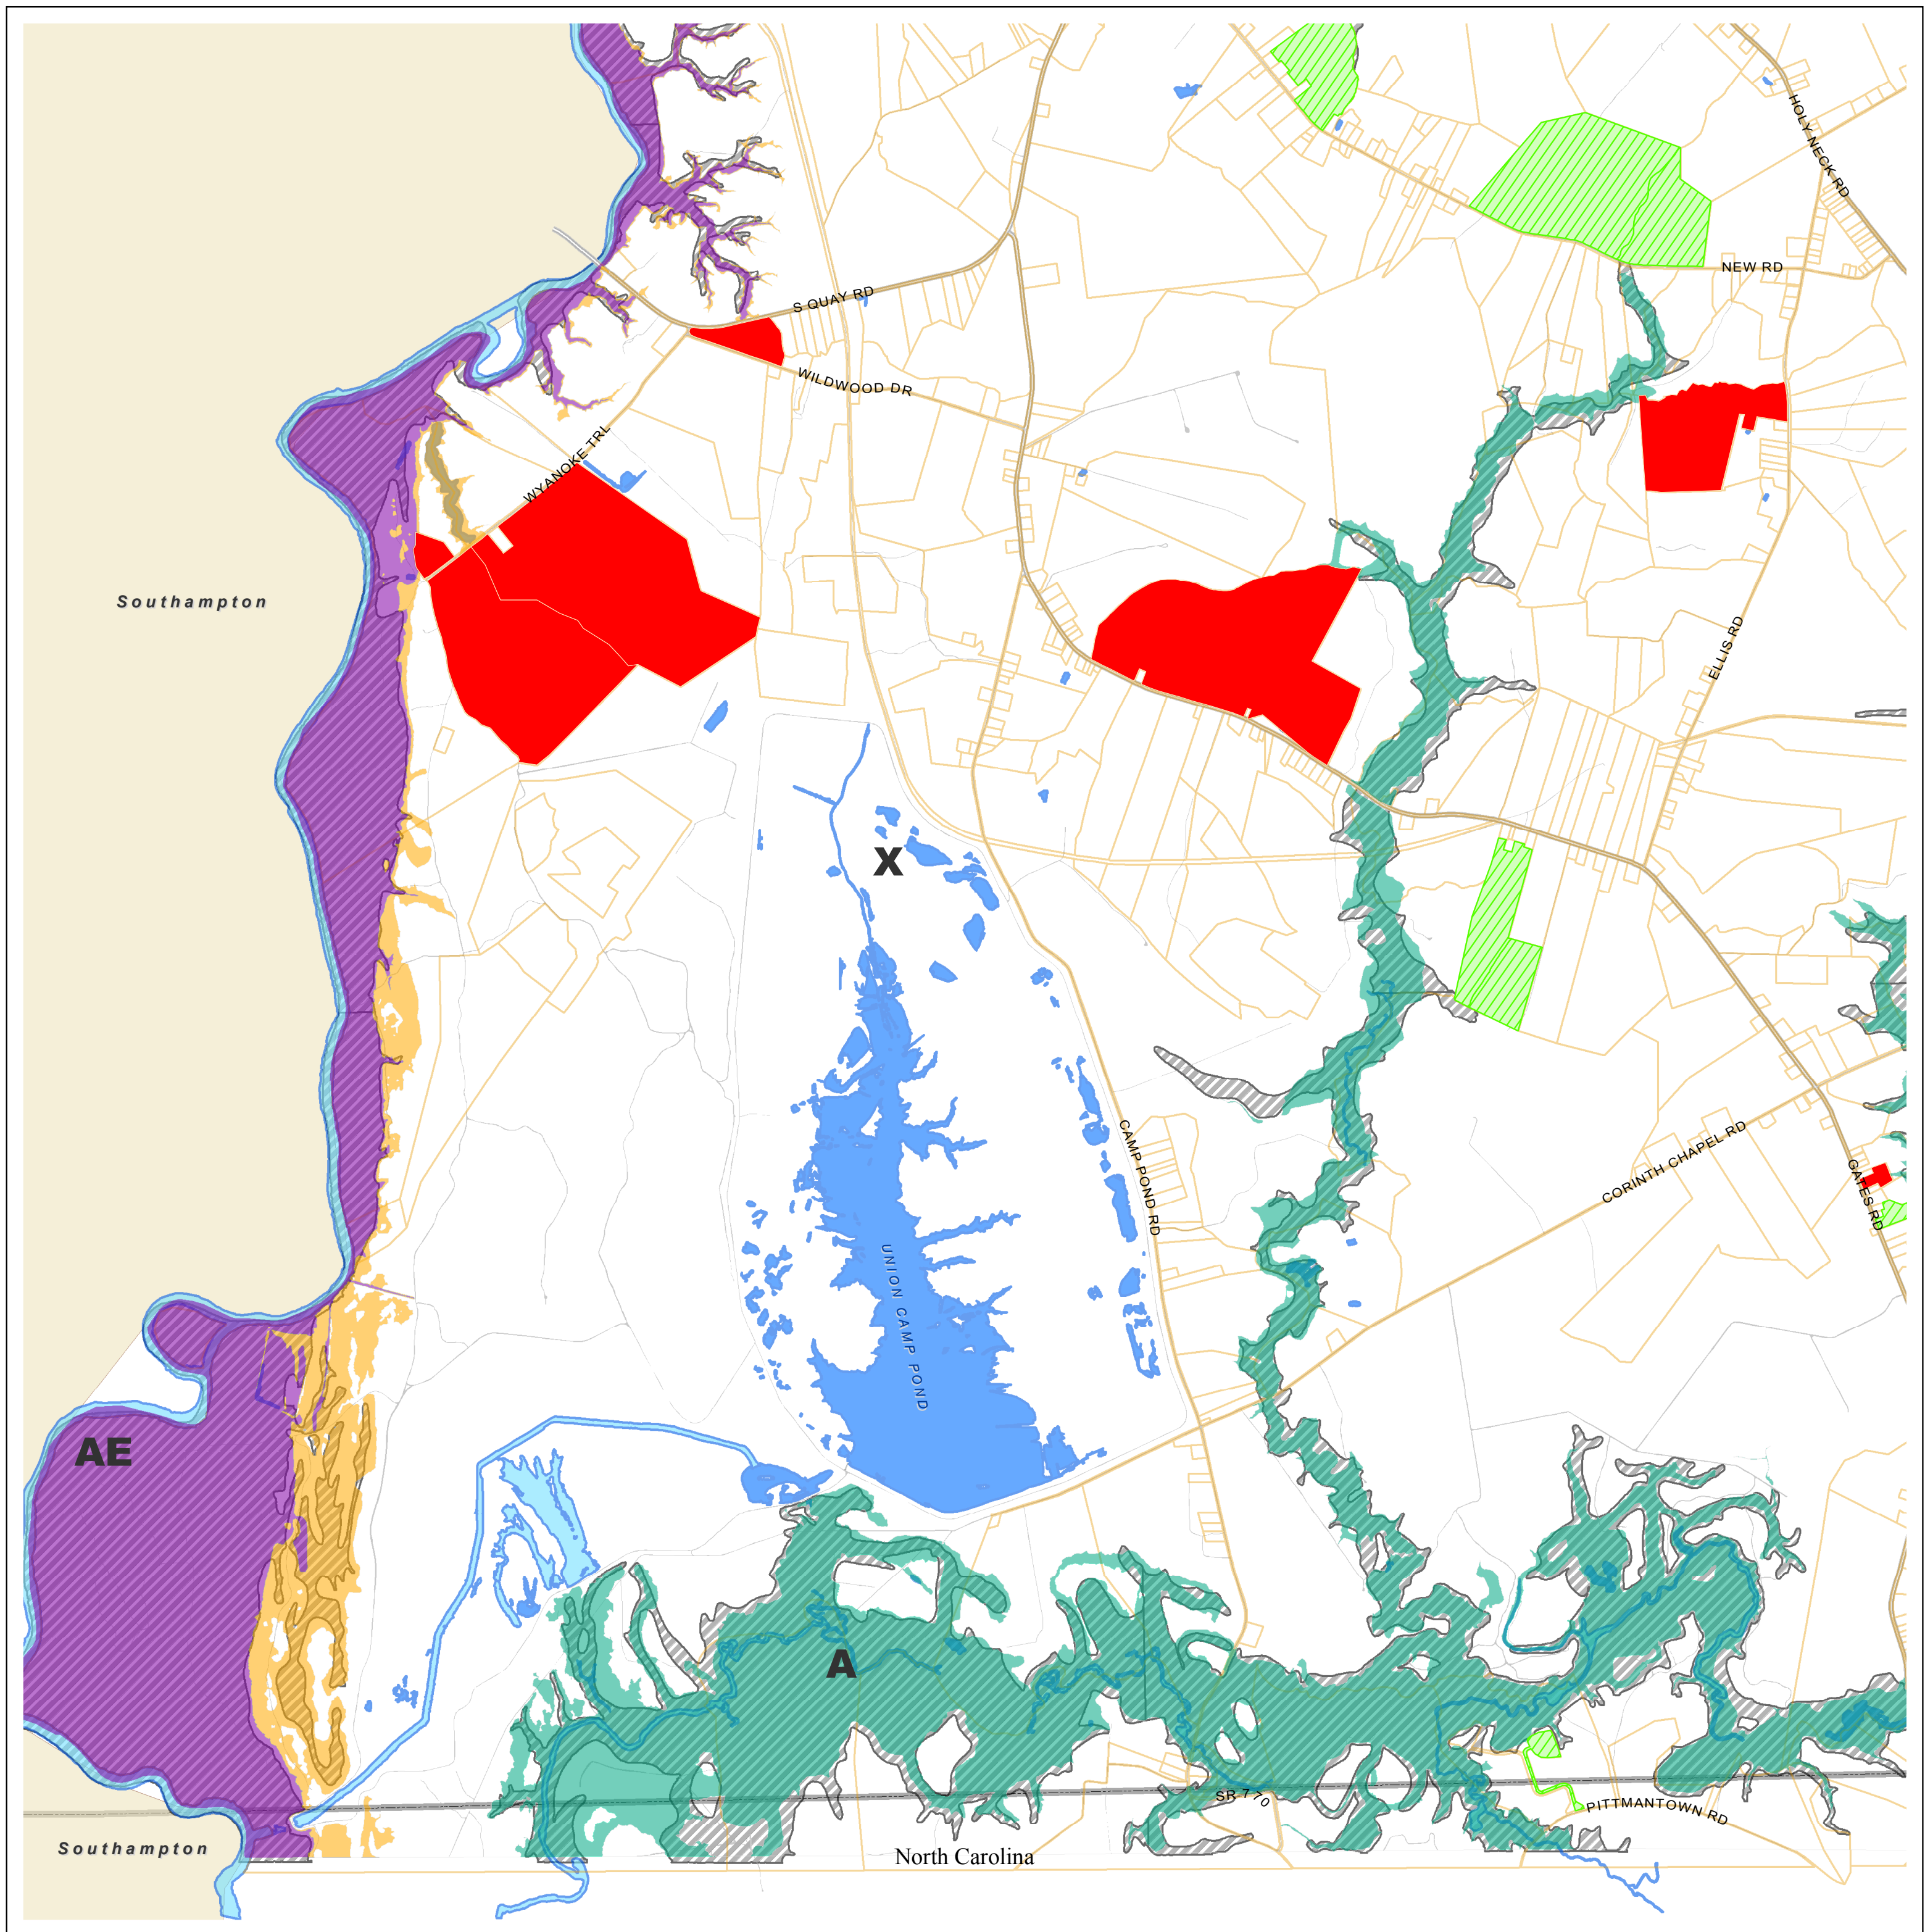 HOLY NECK RD
NEW RD
S QUAY RD
WILDWOOD DR
WYANOKE TRL
Southampton
ELLIS RD
X
CAMP POND RD
CORINTH CHAPEL RD
GATES RD
UNION CAMP POND
AE
A
SR 770
PITTMANTOWN RD
Southampton
North Carolina